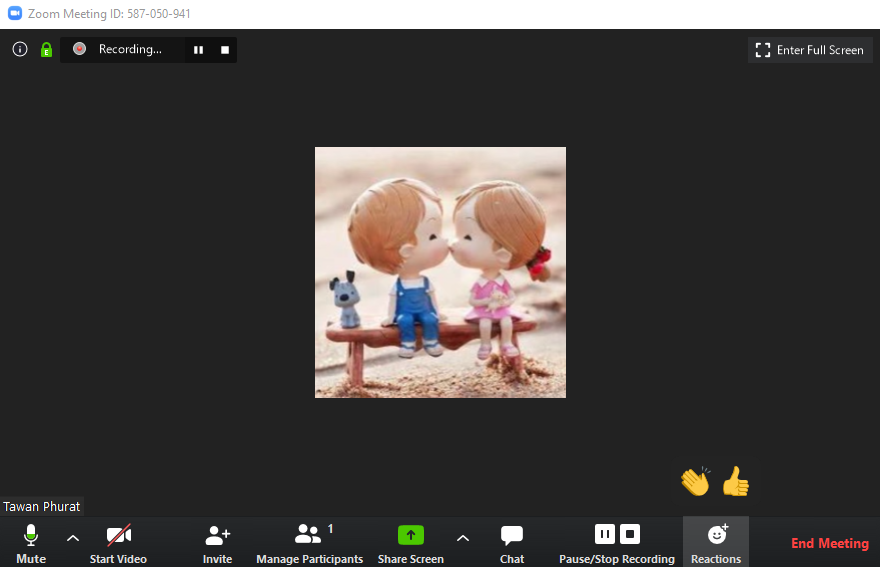 Zoom Meeting ID: 587-050-941
Recording...
Enter Full Screen
Tawan Phurat
1
Mute
Start Video
Invite
Manage Participants
Share Screen
Chat
Pause/Stop Recording
Reactions
End Meeting